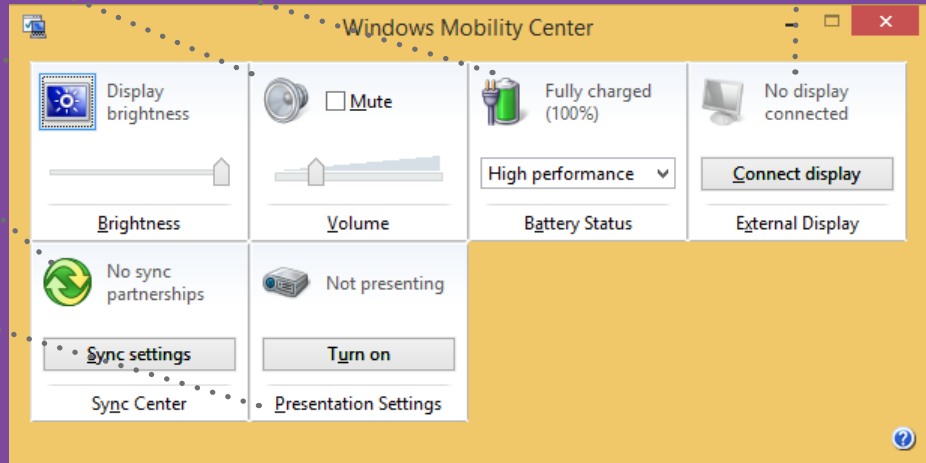 Windows Mobility Center
Display
brightness
Brightness
Mute
Volume
Fully charged
(100%)
High performance
Battery Status
No display
connected
Connect display
External Display
No sync
partnerships
Sync settings
Sync Center
Not presenting
Turn on
Presentation Settings